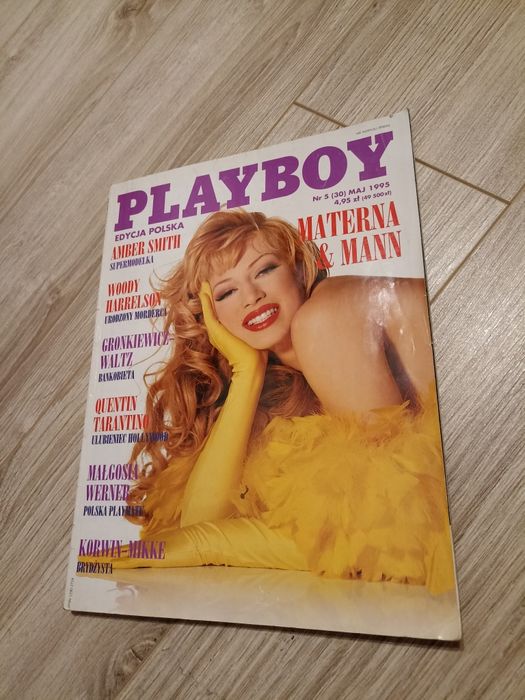 PLAYBOY
EDYCJA POLSKA
Nr 5 (30) MAJ 1995
4,95 zł (49 500 zł)
AMBER SMITH
SUPERMODELKA
MATERNA
& MANN
WOODY
HARRELSON
URODZONY MORDERCA
GRONKIEWICZ-
WALTZ
BANKOBIETA
QUENTIN
TARANTINO
ULUBIENIEC HOLLYWOOD
MAŁGOSIA
WERNER
POLSKA PLAYMATE
KORWIN-MIKKE
BRYDŻYSTA